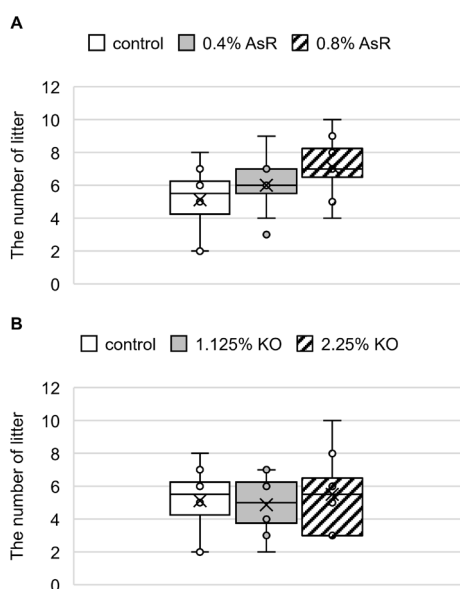 A
control 0.4% AsR 0.8% AsR
The number of litter
12
10
8
6
4
2
0
B
control 1.125% KO 2.25% KO
The number of litter
12
10
8
6
4
2
0